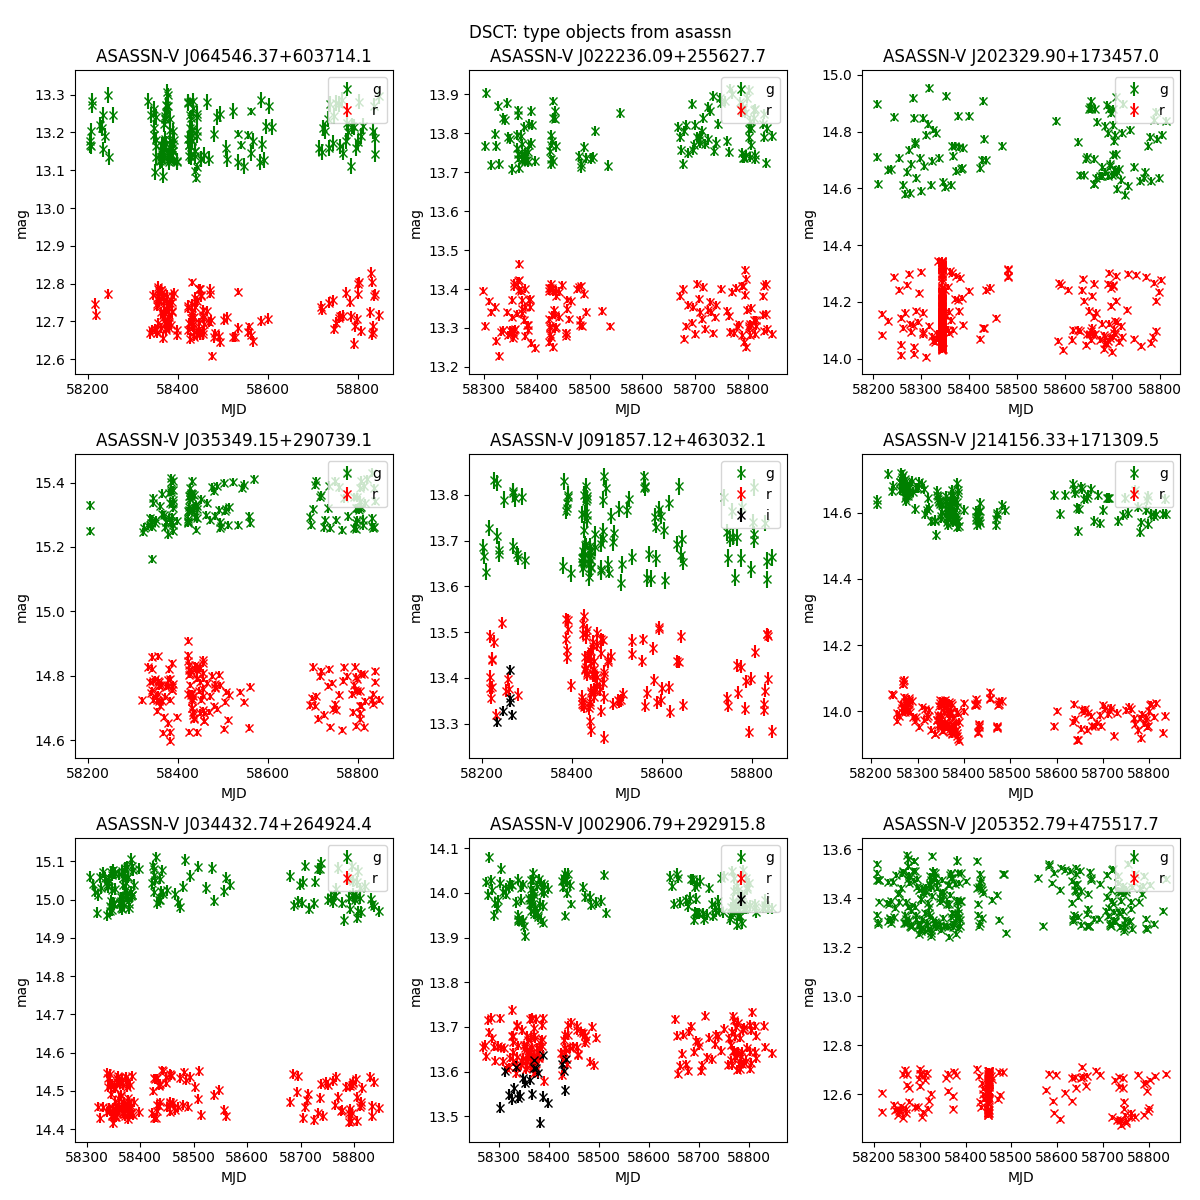 DSCT: type objects from asassn
ASASSN-V J064546.37+603714.1
13.3
13.2
13.1
13.0
12.9
12.8
12.7
12.6
mag
58200
58400
58600
58800
MJD
g
r
ASASSN-V J022236.09+255627.7
13.9
13.8
13.7
13.6
13.5
13.4
13.3
13.2
mag
58300
58400
58500
58600
58700
58800
MJD
g
r
ASASSN-V J202329.90+173457.0
15.0
14.8
14.6
14.4
14.2
14.0
mag
58200
58300
58400
58500
58600
58700
58800
MJD
g
r
ASASSN-V J035349.15+290739.1
15.4
15.2
15.0
14.8
14.6
mag
58200
58400
58600
58800
MJD
g
r
ASASSN-V J091857.12+463032.1
13.8
13.7
13.6
13.5
13.4
13.3
mag
58200
58400
58600
58800
MJD
g
r
i
ASASSN-V J214156.33+171309.5
14.6
14.4
14.2
14.0
mag
58200
58300
58400
58500
58600
58700
58800
MJD
g
r
ASASSN-V J034432.74+264924.4
15.1
15.0
14.9
14.8
14.7
14.6
14.5
14.4
mag
58300
58400
58500
58600
58700
58800
MJD
g
r
ASASSN-V J002906.79+292915.8
14.1
14.0
13.9
13.8
13.7
13.6
13.5
mag
58300
58400
58500
58600
58700
58800
MJD
g
r
i
ASASSN-V J205352.79+475517.7
13.6
13.4
13.2
13.0
12.8
12.6
mag
58200
58300
58400
58500
58600
58700
58800
MJD
g
r